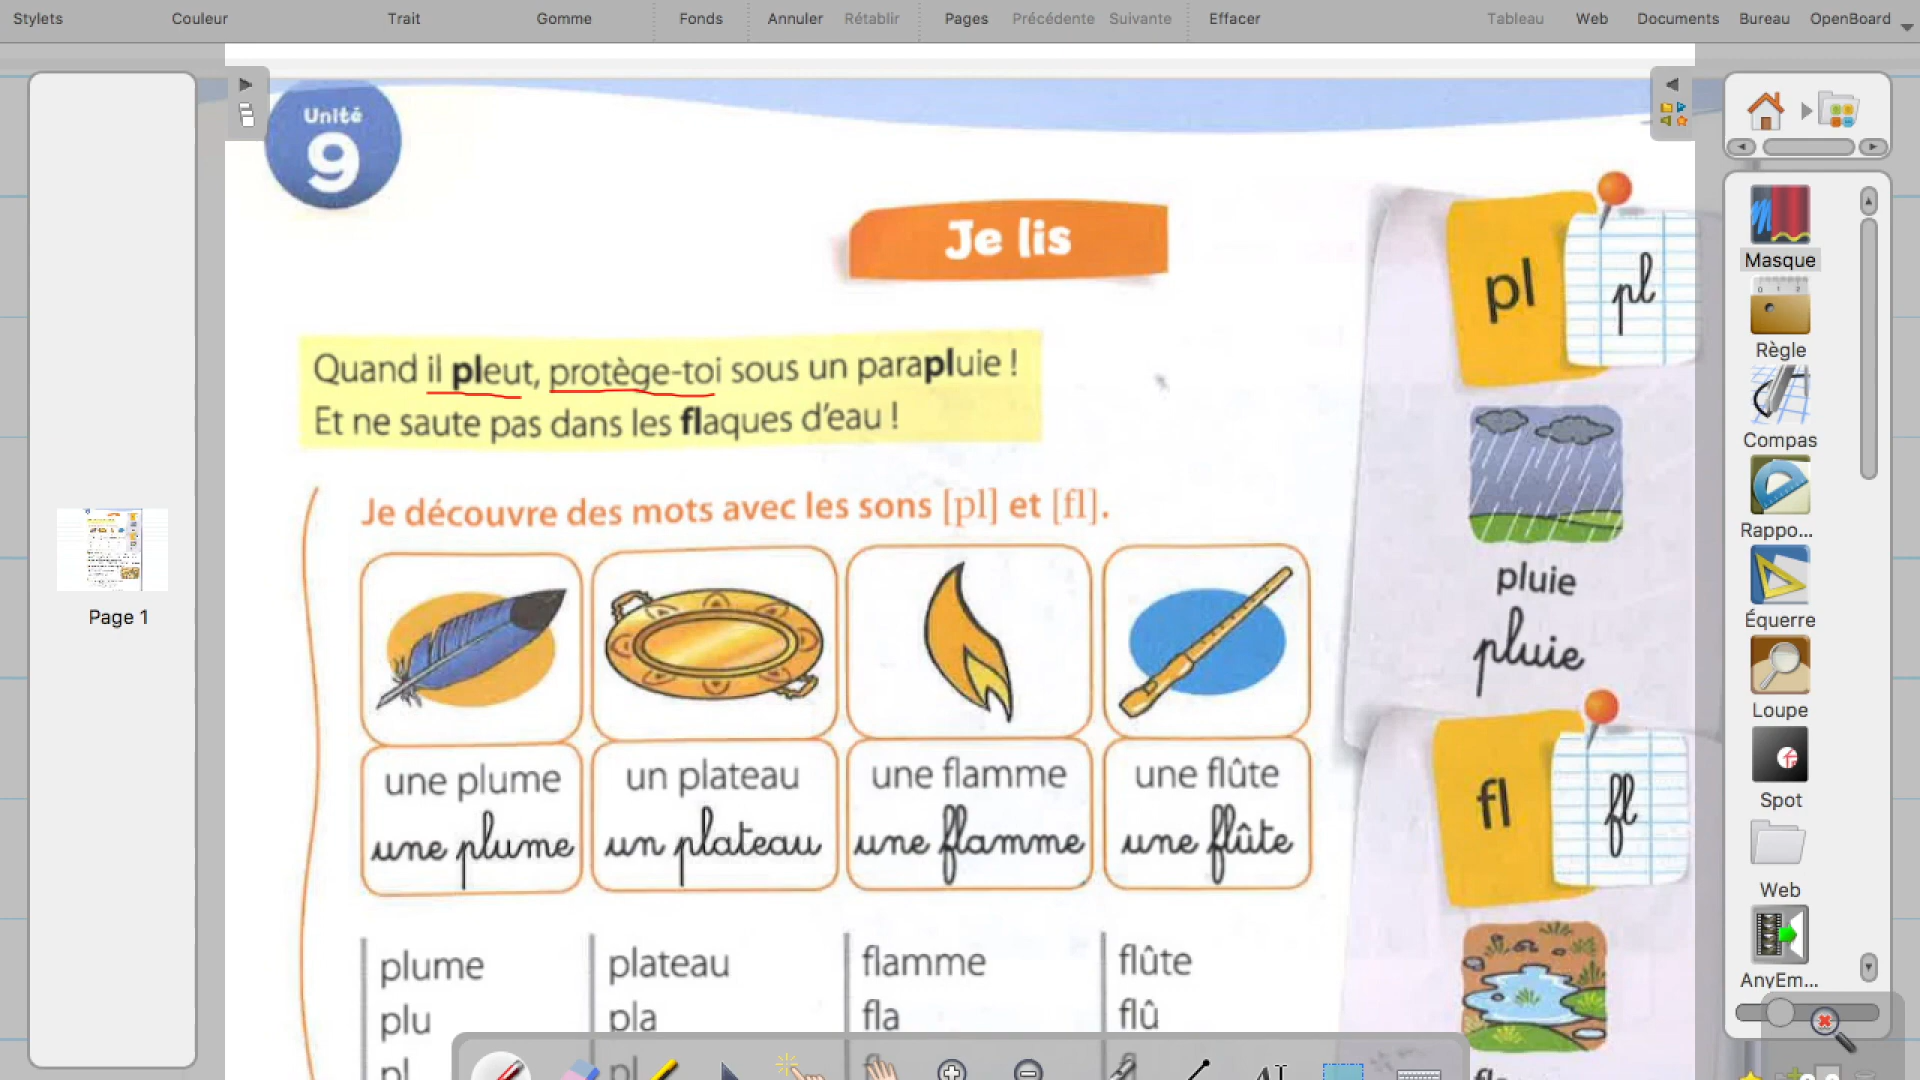 Stylets Couleur Trait Gomme Fonds Annuler Rétablir Pages Précédente Suivante Effacer Tableau Web Documents Bureau OpenBoard
Unité
9
Je lis
Quand il pleut, protège-toi sous un parapluie !
Et ne saute pas dans les flaques d'eau !
Je découvre des mots avec les sons [pl] et [fl].
une plume
une plume
un plateau
un plateau
une flamme
une flamme
une flûte
une flûte
plume plateau flamme flûte
plu pla fla flû
pl pl
pl
pl
pluie
pluie
fl
fl
Page 1
Masque
Règle
Compas
Rappo...
Équerre
Loupe
Spot
Web
AnyEm...